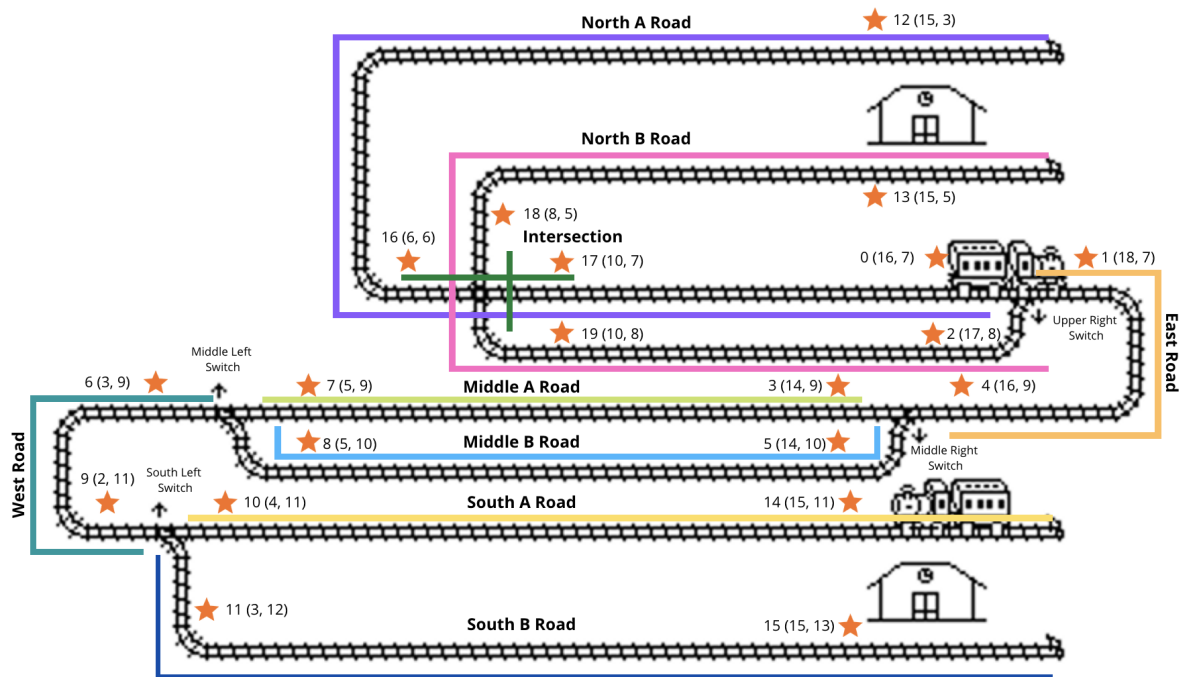 North A Road
12 (15, 3)
North B Road
13 (15, 5)
18 (8, 5)
16 (6, 6)
Intersection
17 (10, 7)
0 (16, 7)
1 (18, 7)
19 (10, 8)
2 (17, 8)
Upper Right
Switch
East Road
Middle Left
Switch
6 (3, 9)
7 (5, 9)
Middle A Road
3 (14, 9)
4 (16, 9)
8 (5, 10)
Middle B Road
5 (14, 10)
Middle Right
Switch
West Road
South Left
Switch
9 (2, 11)
10 (4, 11)
South A Road
14 (15, 11)
11 (3, 12)
South B Road
15 (15, 13)